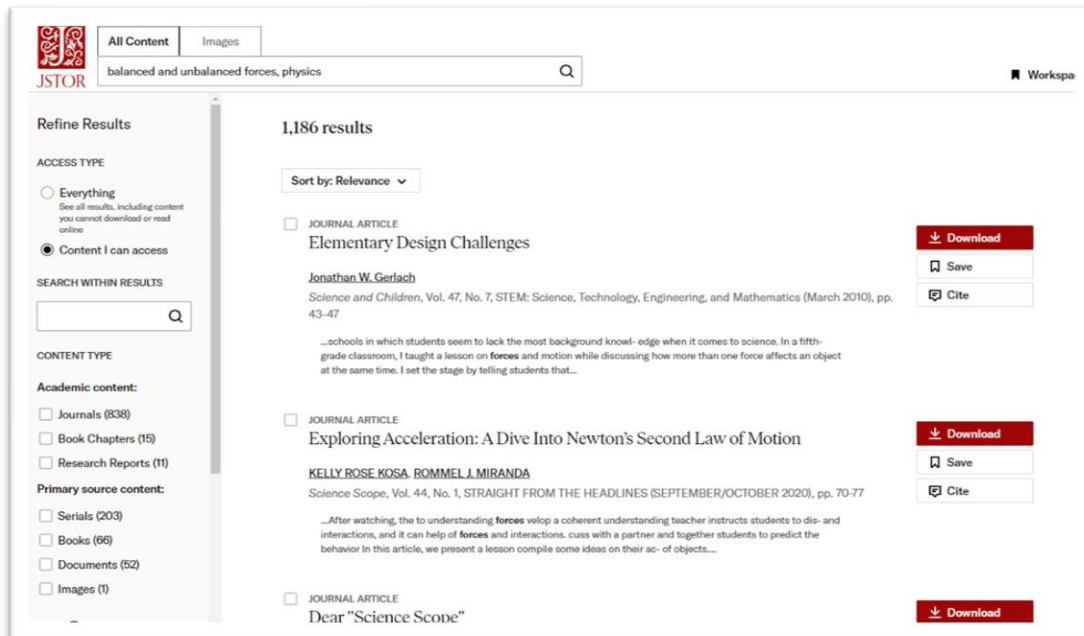 All Content
Images
JSTOR
balanced and unbalanced forces, physics
Workspa
Refine Results
ACCESS TYPE
Everything
See all results, including content
you cannot download or read
online
Content I can access
SEARCH WITHIN RESULTS
CONTENT TYPE
Academic content:
Journals (838)
Book Chapters (15)
Research Reports (11)
Primary source content:
Serials (203)
Books (66)
Documents (52)
Images (1)
1,186 results
Sort by: Relevance
JOURNAL ARTICLE
Elementary Design Challenges
Jonathan W. Gerlach
Science and Children, Vol. 47, No. 7, STEM: Science, Technology, Engineering, and Mathematics (March 2010), pp.
43-47
...schools in which students seem to lack the most background knowl- edge when it comes to science. In a fifth-
grade classroom, I taught a lesson on forces and motion while discussing how more than one force affects an object
at the same time. I set the stage by telling students that...
Download
Save
Cite
JOURNAL ARTICLE
Exploring Acceleration: A Dive Into Newton's Second Law of Motion
KELLY ROSE KOSA, ROMMEL J. MIRANDA
Science Scope, Vol. 44, No. 1, STRAIGHT FROM THE HEADLINES (SEPTEMBER/OCTOBER 2020), pp. 70-77
...After watching, the to understanding forces velop a coherent understanding teacher instructs students to dis- and
interactions, and it can help of forces and interactions. cuss with a partner and together students to predict the
behavior In this article, we present a lesson compile some ideas on their ac- of objects....
Download
Save
Cite
JOURNAL ARTICLE
Dear "Science Scope"
Download